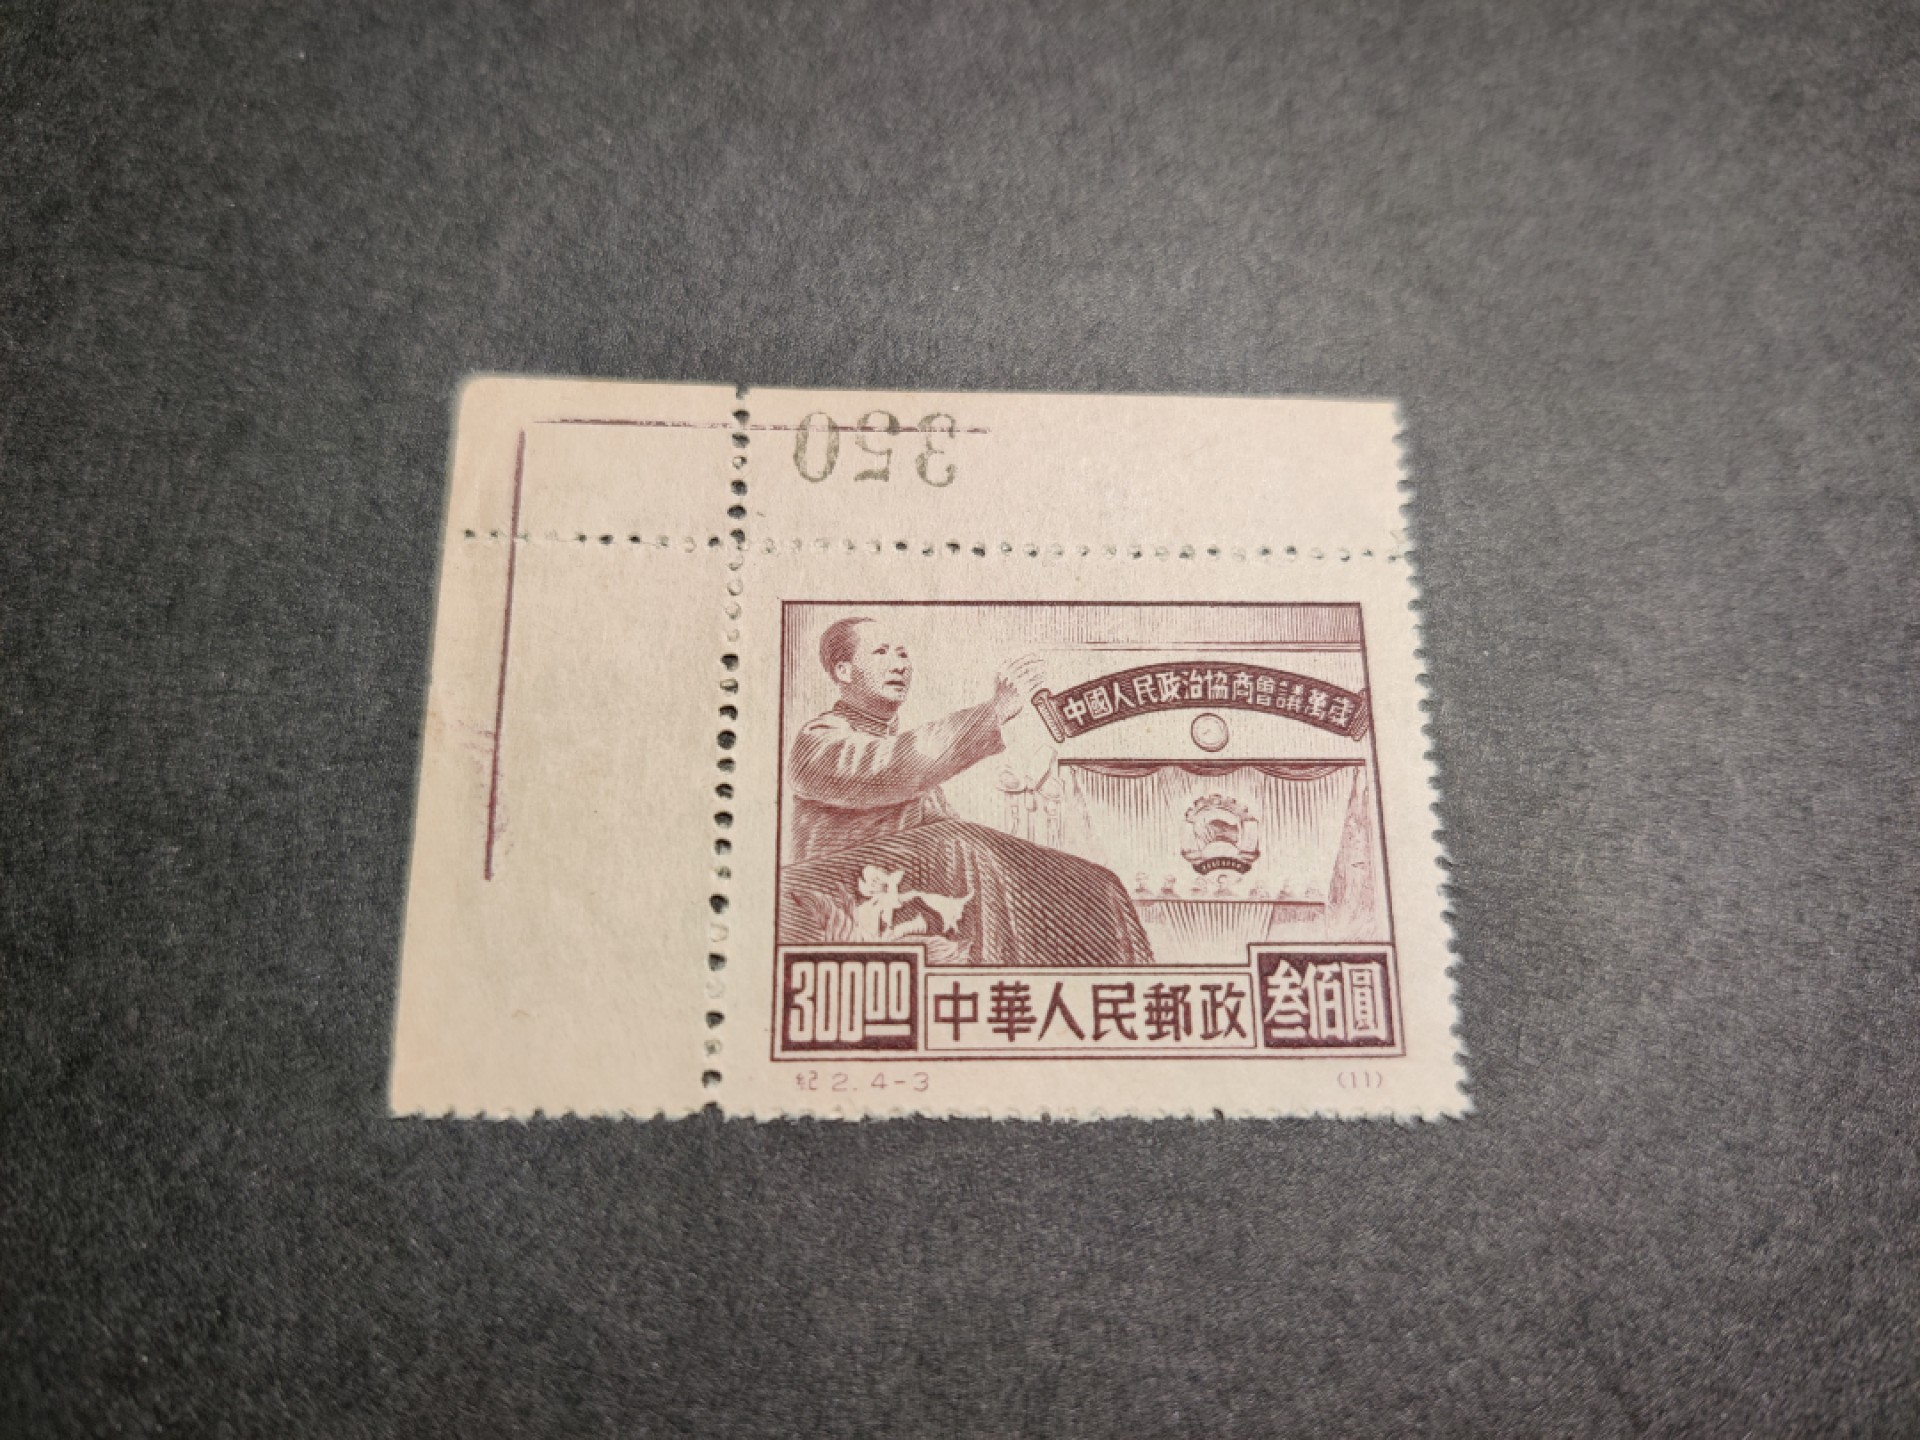 350
中國人民政治協商會議萬歲
30000
中華人民郵政
叁佰圓
纪2.4-3
(11)